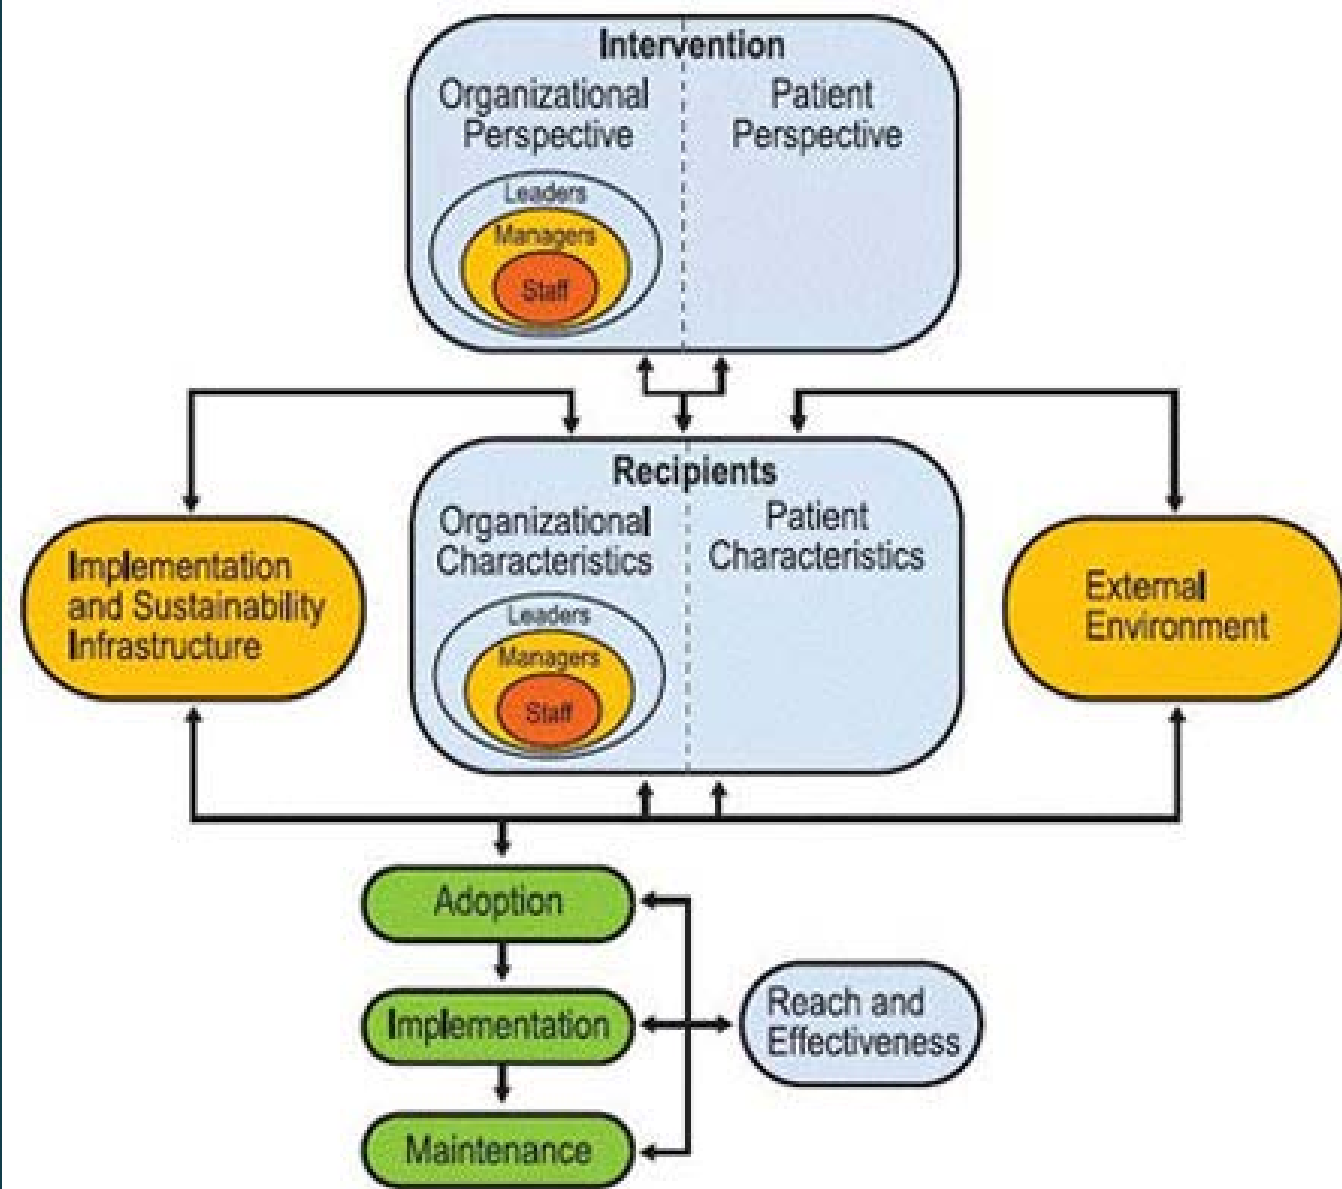 Intervention
Organizational
Perspective
Patient
Perspective
Leaders
Managers
Staff
Recipients
Organizational
Characteristics
Patient
Characteristics
Leaders
Managers
Staff
Implementation
and Sustainability
Infrastructure
External
Environment
Adoption
Implementation
Reach and
Effectiveness
Maintenance